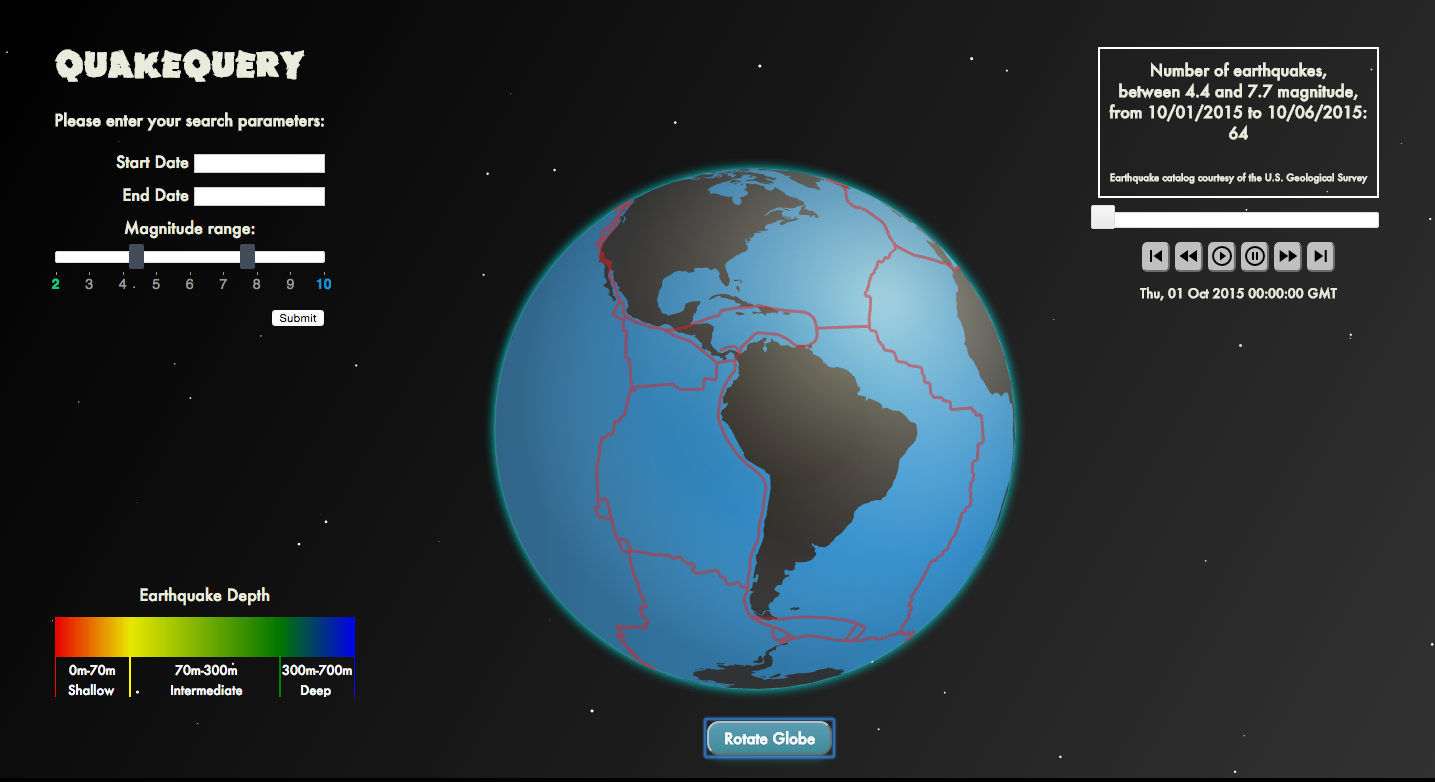 QUAKEQUERY
Please enter your search parameters:
Start Date
End Date
Magnitude range:
2 3 4 5 6 7 8 9 10
Submit
Earthquake Depth
0m-70m 70m-300m 300m-700m
Shallow Intermediate Deep
Rotate Globe
Number of earthquakes,
between 4.4 and 7.7 magnitude,
from 10/01/2015 to 10/06/2015:
64
Earthquake catalog courtesy of the U.S. Geological Survey
Thu, 01 Oct 2015 00:00:00 GMT